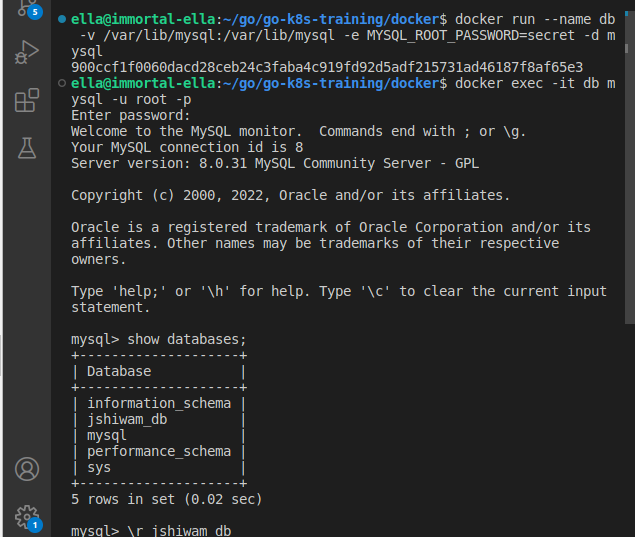 5
ella@immortal-ella:~/go/go-k8s-training/docker$ docker run --name db
 -v /var/lib/mysql:/var/lib/mysql -e MYSQL_ROOT_PASSWORD=secret -d m
ysql
900ccf1f0060dacd28ceb24c3faba4c919fd92d5adf215731ad46187f8af65e3
ella@immortal-ella:~/go/go-k8s-training/docker$ docker exec -it db m
ysql -u root -p
Enter password:
Welcome to the MySQL monitor.  Commands end with ; or \g.
Your MySQL connection id is 8
Server version: 8.0.31 MySQL Community Server - GPL

Copyright (c) 2000, 2022, Oracle and/or its affiliates.

Oracle is a registered trademark of Oracle Corporation and/or its
affiliates. Other names may be trademarks of their respective
owners.

Type 'help;' or '\h' for help. Type '\c' to clear the current input
statement.

mysql> show databases;
+--------------------+
| Database           |
+--------------------+
| information_schema |
| jshiwam_db         |
| mysql              |
| performance_schema |
| sys                |
+--------------------+
5 rows in set (0.02 sec)

mysql> \r jshiwam_db
1